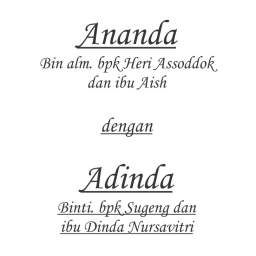 Ananda
Bin alm. bpk Heri Assoddok
dan ibu Aish
dengan
Adinda
Binti. bpk Sugeng dan
ibu Dinda Nursavitri